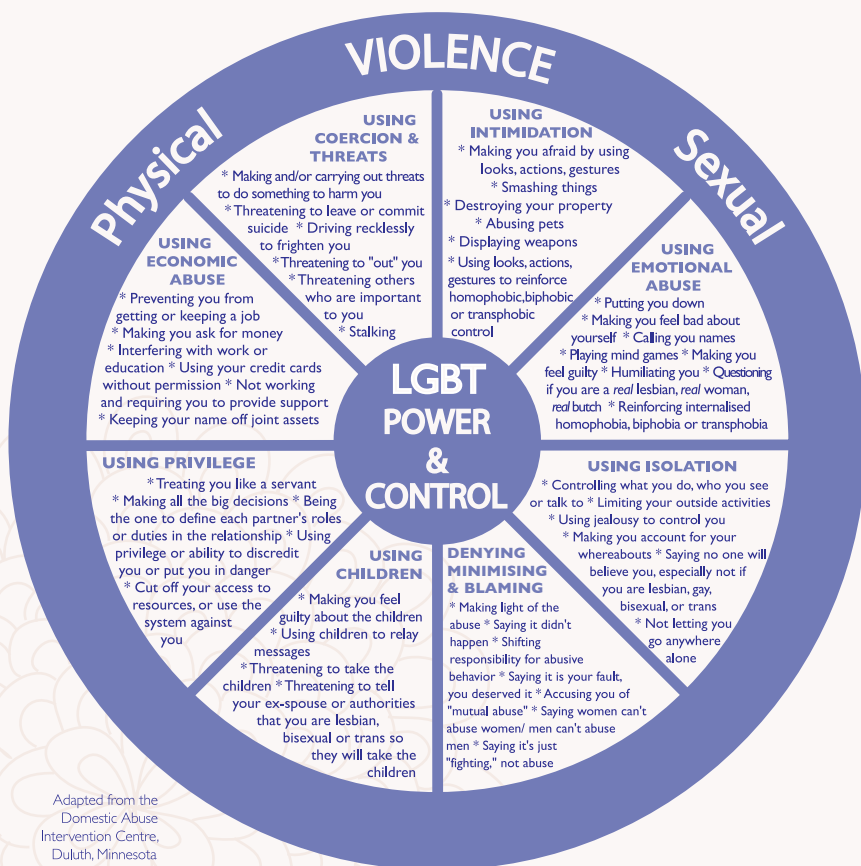 VIOLENCE
Physical
Sexual
USING
COERCION &
THREATS
* Making and/or carrying out threats
to do something to harm you
* Threatening to leave or commit
suicide * Driving recklessly
to frighten you
*Threatening to "out" you
* Threatening others
who are important
to you
* Stalking
USING
INTIMIDATION
* Making you afraid by using
looks, actions, gestures
* Smashing things
* Destroying your property
* Abusing pets
* Displaying weapons
* Using looks, actions,
gestures to reinforce
homophobic,biphobic
or transphobic
control
USING
ECONOMIC
ABUSE
* Preventing you from
getting or keeping a job
* Making you ask for money
* Interfering with work or
education * Using your credit cards
without permission * Not working
and requiring you to provide support
* Keeping your name off joint assets
USING
EMOTIONAL
ABUSE
* Putting you down
* Making you feel bad about
yourself * Calling you names
* Playing mind games * Making you
feel guilty * Humiliating you * Questioning
if you are a real lesbian, real woman,
real butch * Reinforcing internalised
homophobia, biphobia or transphobia
LGBT
POWER
&
CONTROL
USING PRIVILEGE
* Treating you like a servant
* Making all the big decisions * Being
the one to define each partner's roles
or duties in the relationship * Using
privilege or ability to discredit
you or put you in danger
* Cut off your access to
resources, or use the
system against
you
USING ISOLATION
* Controlling what you do, who you see
or talk to * Limiting your outside activities
* Using jealousy to control you
* Making you account for your
whereabouts * Saying no one will
believe you, especially not if
you are lesbian, gay,
bisexual, or trans
* Not letting you
go anywhere
alone
USING
CHILDREN
* Making you feel
guilty about the children
* Using children to relay
messages
* Threatening to take the
children * Threatening to tell
your ex-spouse or authorities
that you are lesbian,
bisexual or trans so
they will take the
children
DENYING
MINIMISING
& BLAMING
* Making light of the
abuse * Saying it didn't
happen * Shifting
responsibility for abusive
behavior * Saying it is your fault,
you deserved it * Accusing you of
"mutual abuse" * Saying women can't
abuse women/ men can't abuse
men * Saying it's just
"fighting," not abuse
Adapted from the
Domestic Abuse
Intervention Centre,
Duluth, Minnesota